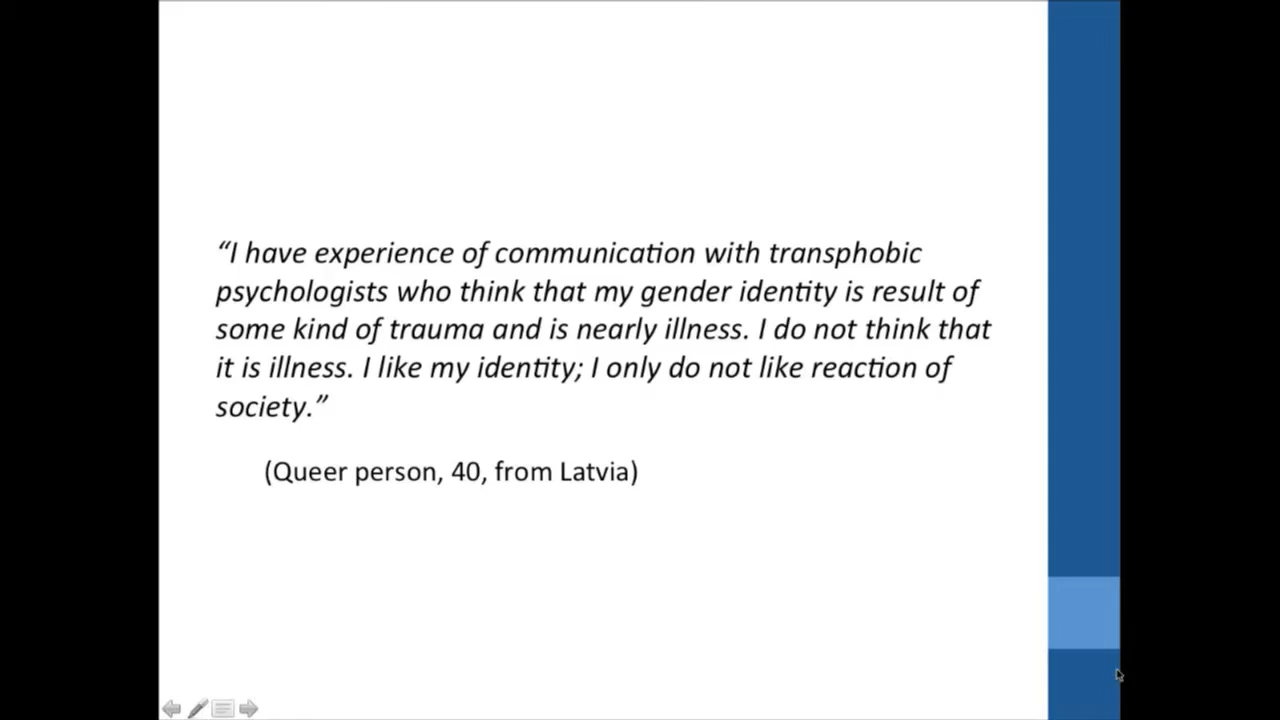 “I have experience of communication with transphobic
psychologists who think that my gender identity is result of
some kind of trauma and is nearly illness. I do not think that
it is illness. I like my identity; I only do not like reaction of
society.”
(Queer person, 40, from Latvia)